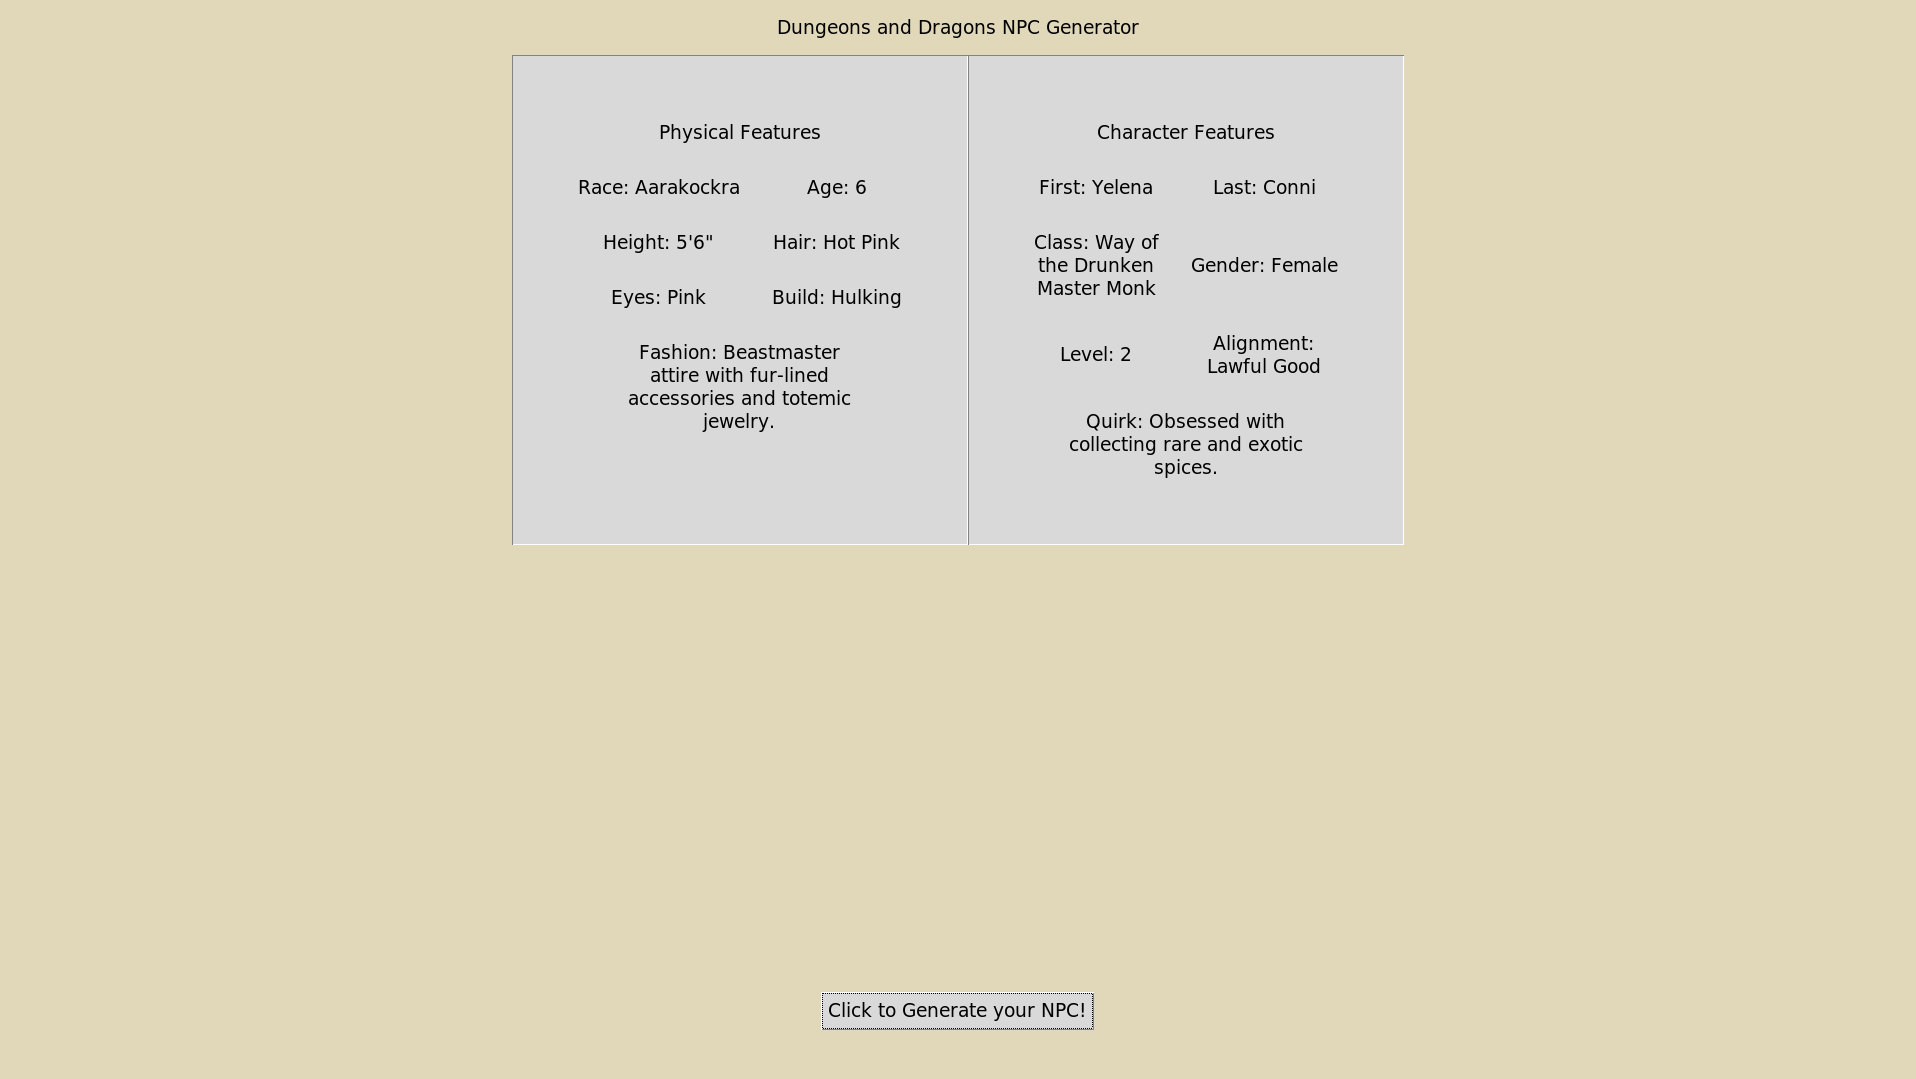 Dungeons and Dragons NPC Generator
Physical Features
Race: Aarakockra
Age: 6
Height: 5'6"
Hair: Hot Pink
Eyes: Pink
Build: Hulking
Fashion: Beastmaster
attire with fur-lined
accessories and totemic
jewelry.
Character Features
First: Yelena
Last: Conni
Class: Way of
the Drunken
Master Monk
Gender: Female
Level: 2
Alignment:
Lawful Good
Quirk: Obsessed with
collecting rare and exotic
spices.
Click to Generate your NPC!